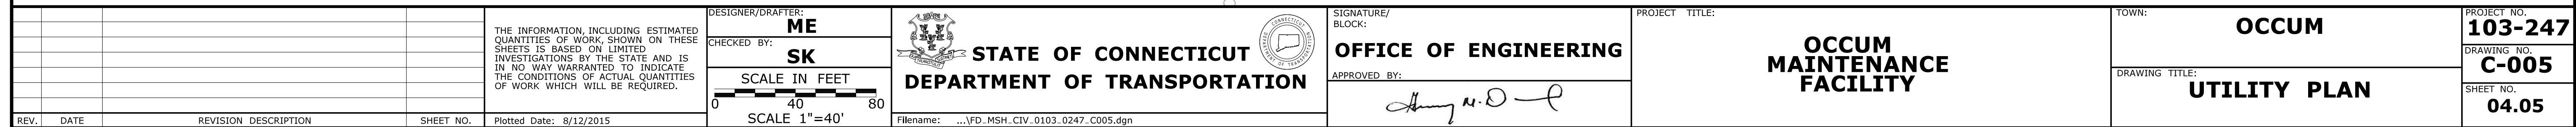 REV.
DATE
REVISION DESCRIPTION
SHEET NO.
THE INFORMATION, INCLUDING ESTIMATED
QUANTITIES OF WORK, SHOWN ON THESE
SHEETS IS BASED ON LIMITED
INVESTIGATIONS BY THE STATE AND IS
IN NO WAY WARRANTED TO INDICATE
THE CONDITIONS OF ACTUAL QUANTITIES
OF WORK WHICH WILL BE REQUIRED.
Plotted Date: 8/12/2015
DESIGNER/DRAFTER:
ME
CHECKED BY:
SK
SCALE IN FEET
0 40 80
SCALE 1"=40'
STATE OF CONNECTICUT
DEPARTMENT OF TRANSPORTATION
Filename: ...\FD_MSH_CIV_0103_0247_C005.dgn
SIGNATURE/
BLOCK:
OFFICE OF ENGINEERING
APPROVED BY:
PROJECT TITLE:
OCCUM
MAINTENANCE
FACILITY
TOWN:
OCCUM
DRAWING TITLE:
UTILITY PLAN
PROJECT NO.
103-247
DRAWING NO.
C-005
SHEET NO.
04.05